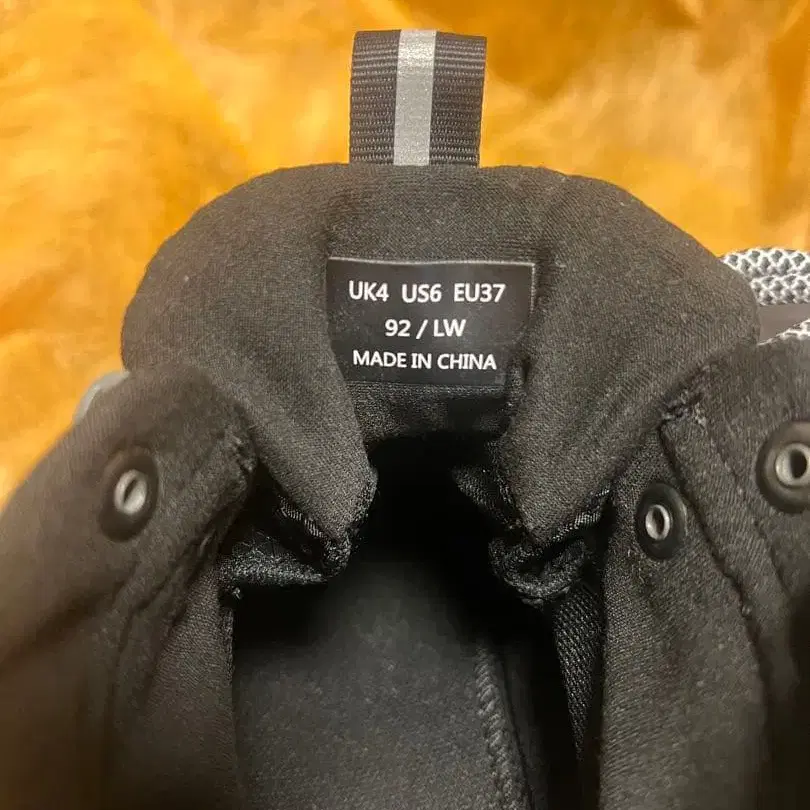 UK4 US6 EU37
92 / LW
MADE IN CHINA